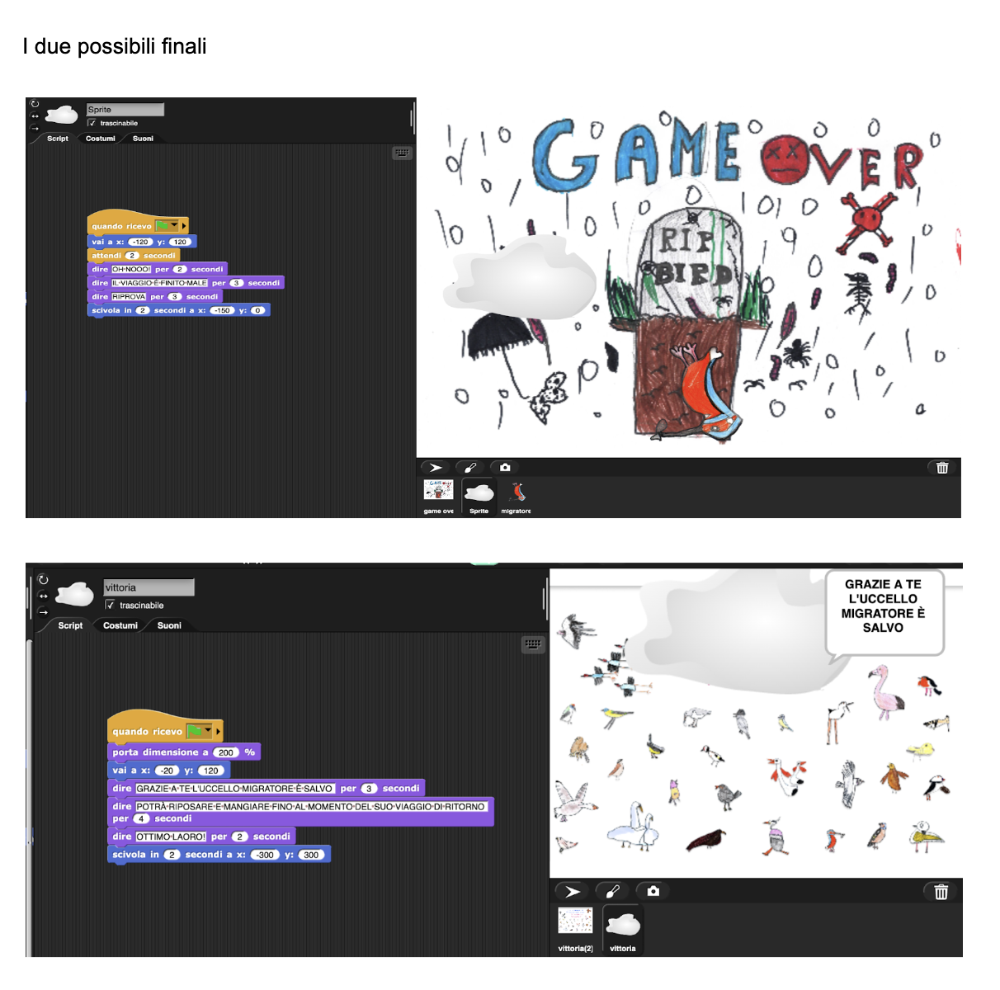 I due possibili finali
Sprite
trascinabile
Script Costumi Suoni
quando ricevo
vai a x: -120 y: 120
attendi 2 secondi
dire OH·NOOO! per 2 secondi
dire IL·VIAGGIO·È·FINITO·MALE per 3 secondi
dire RIPROVA per 3 secondi
scivola in 2 secondi a x: -150 y: 0
GAME OVER
RIP
BIRD
game ove Sprite migratore
vittoria
trascinabile
Script Costumi Suoni
quando ricevo
porta dimensione a 200 %
vai a x: -20 y: 120
dire GRAZIE·A·TE·L'UCCELLO·MIGRATORE·È·SALVO per 3 secondi
dire POTRÀ·RIPOSARE·E·MANGIARE·FINO·AL·MOMENTO·DEL·SUO·VIAGGIO·DI·RITORNO
per 4 secondi
dire OTTIMO·LAORO! per 2 secondi
scivola in 2 secondi a x: -300 y: 300
GRAZIE A TE
L'UCCELLO
MIGRATORE È
SALVO
vittoria(2) vittoria